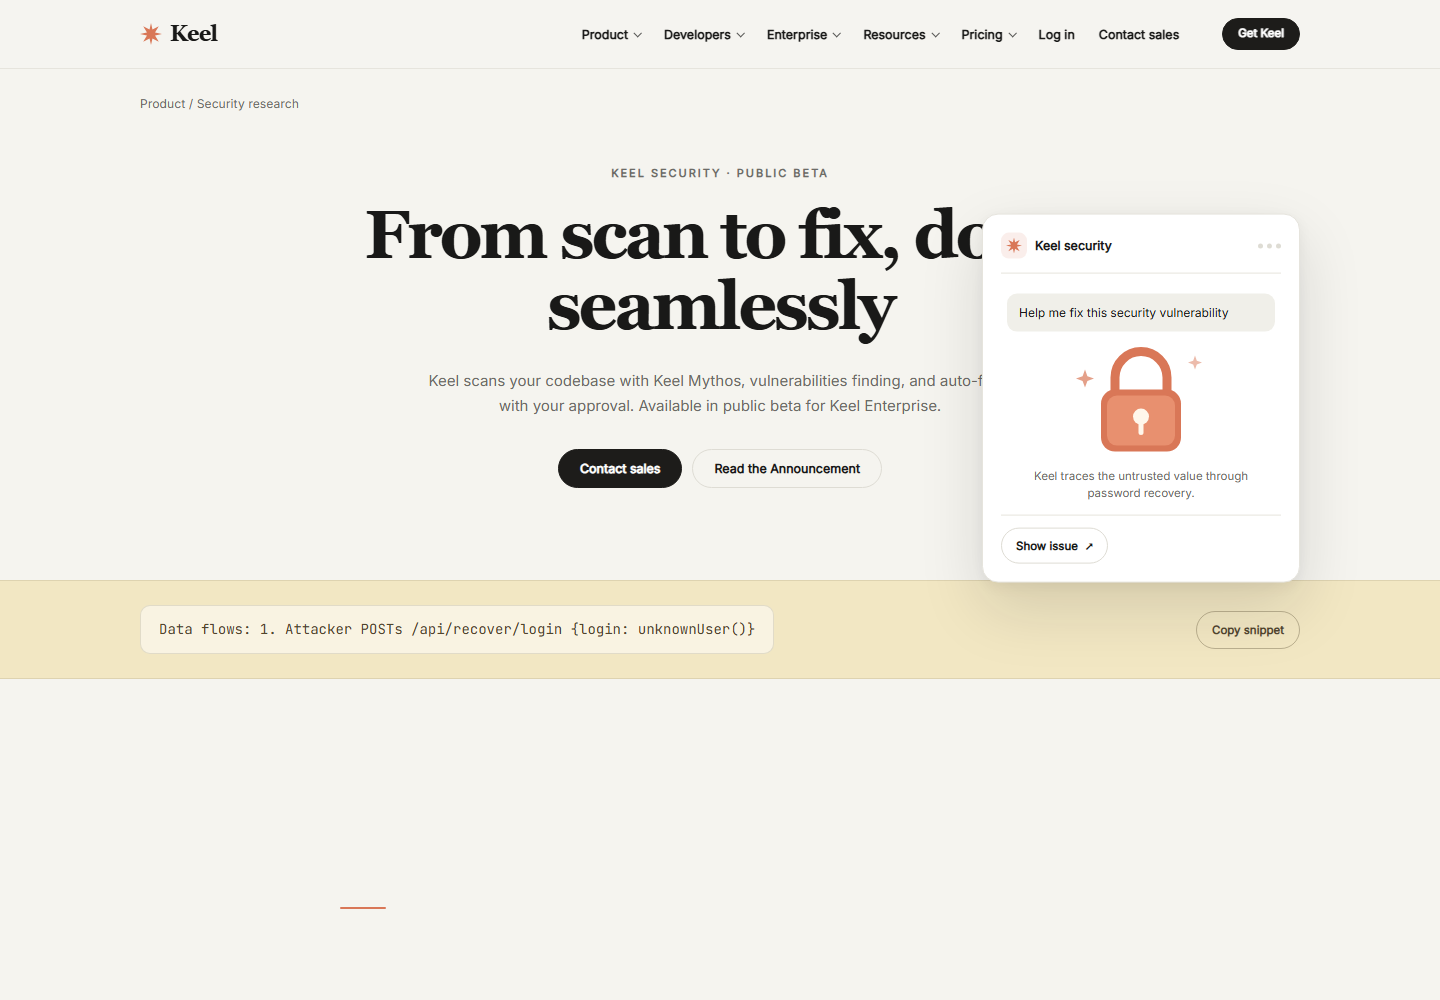 Keel
Product
Developers
Enterprise
Resources
Pricing
Log in
Contact sales
Get Keel
Product / Security research
KEEL SECURITY · PUBLIC BETA
From scan to fix,
seamlessly
Keel scans your codebase with Keel Mythos, vulnerabilities finding, and
with your approval. Available in public beta for Keel Enterprise.
Contact sales
Read the Announcement
Keel security
Help me fix this security vulnerability
Keel traces the untrusted value through
password recovery.
Show issue ↗
Data flows: 1. Attacker POSTs /api/recover/login {login: unknownUser()}
Copy snippet